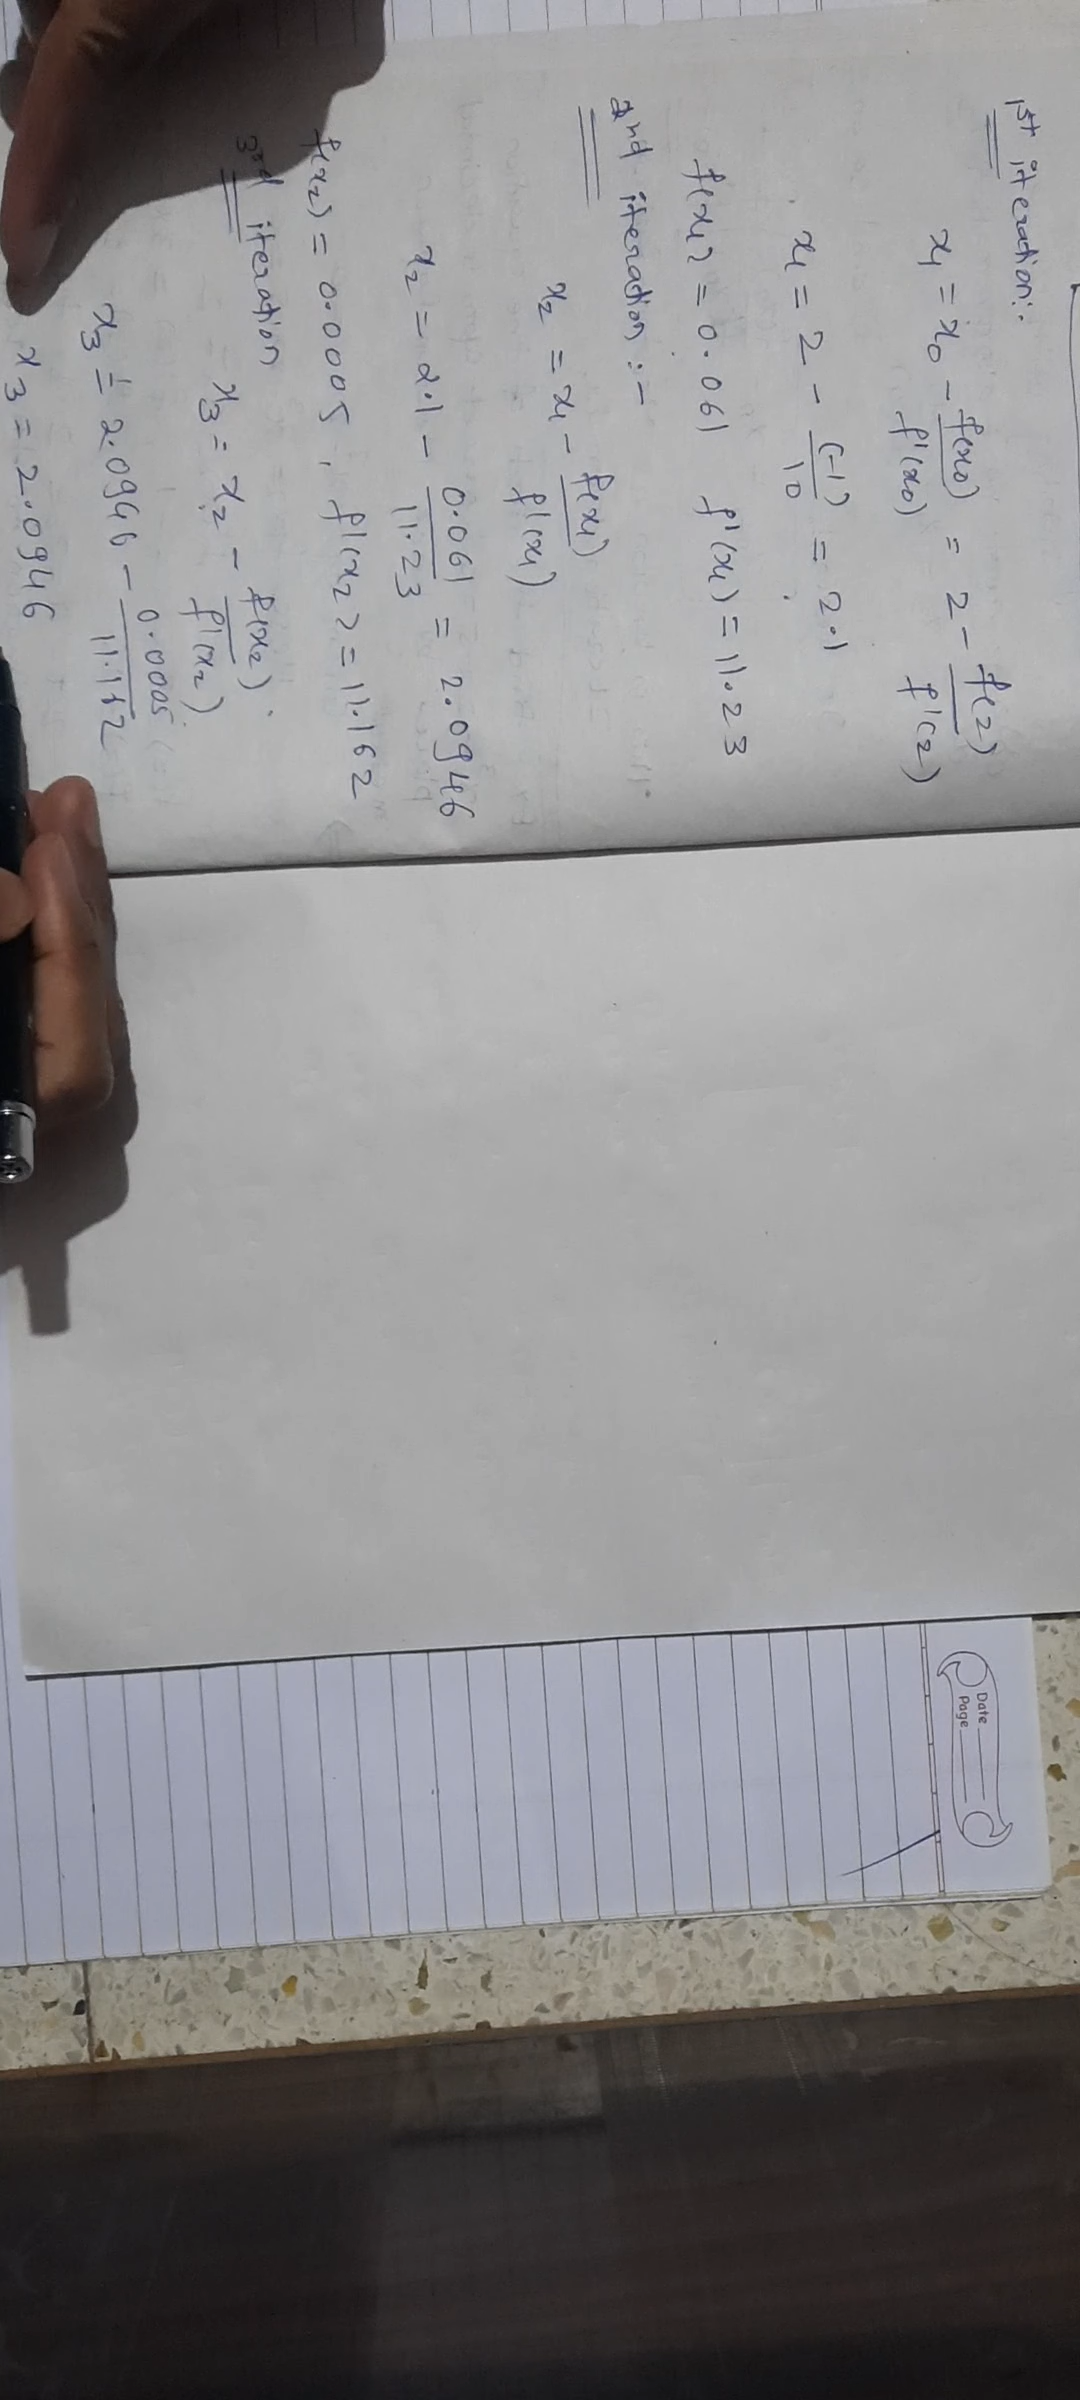 1st iteration:-
x₁ = x₀ - f(x₀)/f'(x₀) = 2 - f(2)/f'(2)
x₁ = 2 - (-1)/10 = 2.1
f(x₁) = 0.061 f'(x₁) = 11.23
2nd iteration :-
x₂ = x₁ - f(x₁)/f'(x₁)
x₂ = 2.1 - 0.061/11.23 = 2.0946
f(x₂) = 0.0005, f'(x₂) = 11.162
3rd iteration
x₃ = x₂ - f(x₂)/f'(x₂)
x₃ = 2.0946 - 0.0005/11.162
x₃ = 2.0946
Date
Page